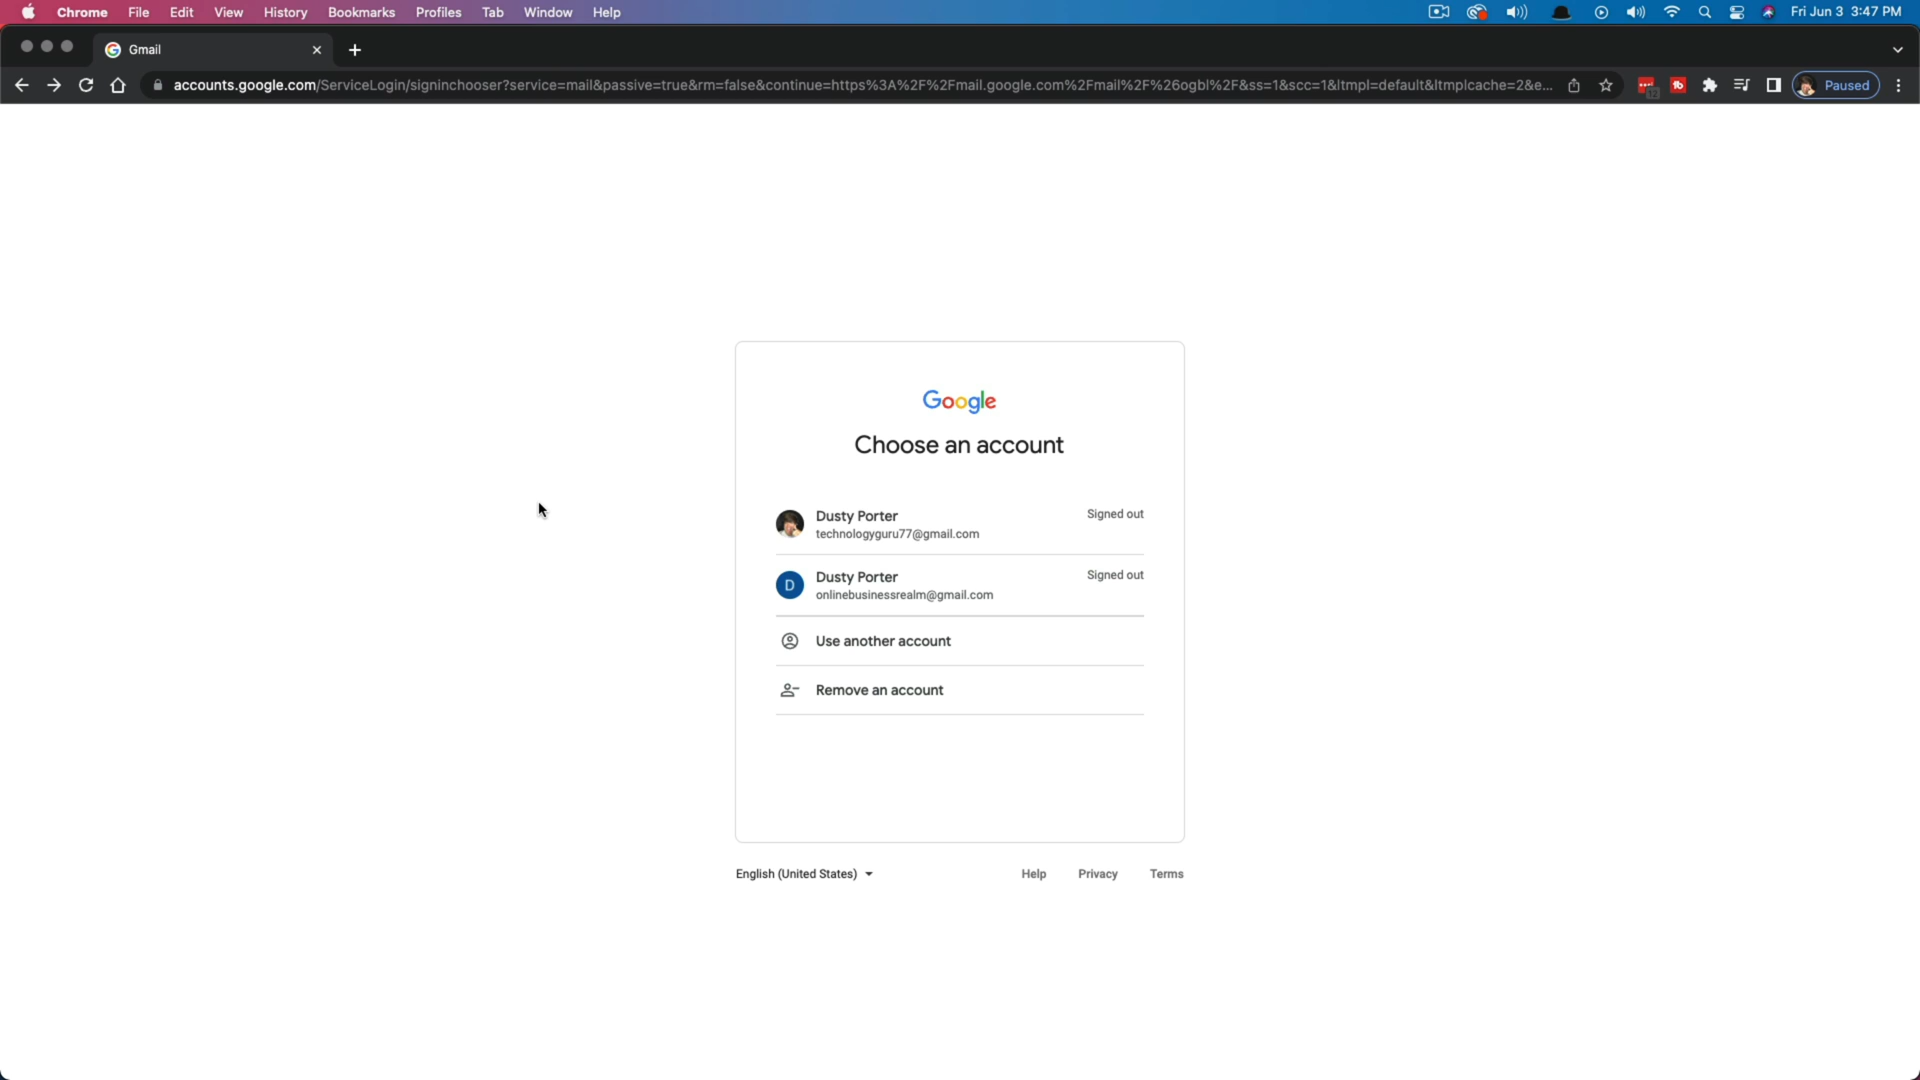 Chrome File Edit View History Bookmarks Profiles Tab Window Help Fri Jun 3 3:47 PM
Gmail
accounts.google.com/ServiceLogin/signinchooser?service=mail&passive=true&rm=false&continue=https%3A%2F%2Fmail.google.com%2Fmail%2F%26ogbl%2F&ss=1&scc=1&ltmpl=default&ltmplcache=2&e... Paused
Google
Choose an account
Dusty Porter Signed out
technologyguru77@gmail.com
D
Dusty Porter Signed out
onlinebusinessrealm@gmail.com
Use another account
Remove an account
English (United States) Help Privacy Terms